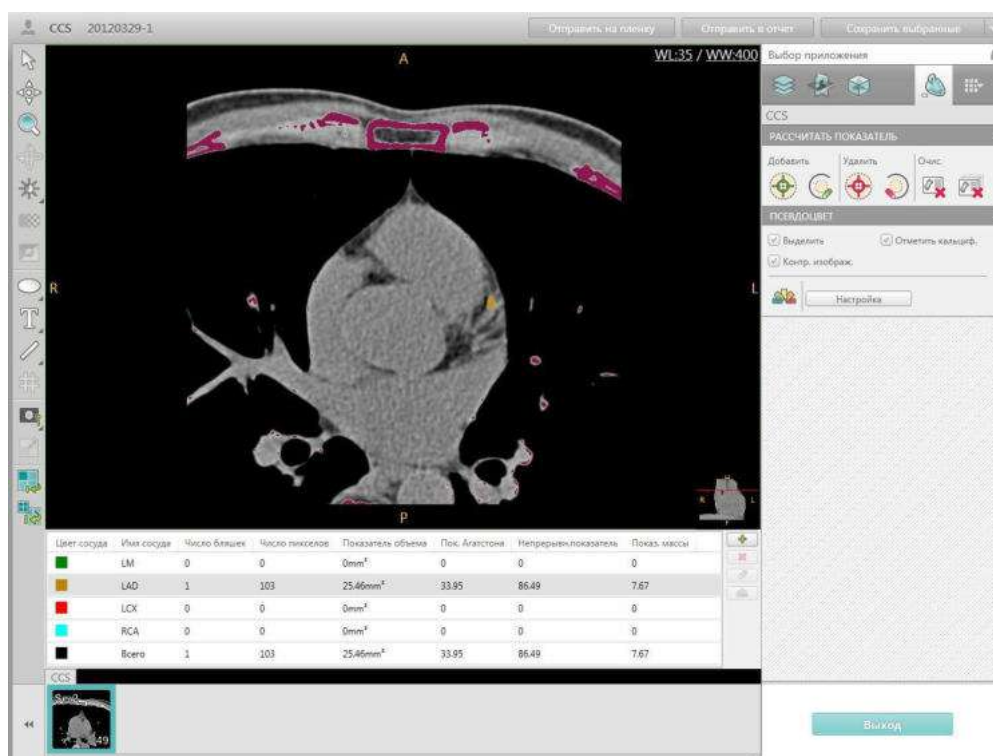 CCS 20120329-1 Отправить на пленку Отправить в отчет Сохранить выбранные
WL:35 / WW:400
A
R
L
P
R L
Выбор приложения
CCS
РАССЧИТАТЬ ПОКАЗАТЕЛЬ
Добавить Удалить Очис.
ПСЕВДОЦВЕТ
Выделить Отметить кальциф.
Контр. изображ.
Настройка
Цвет сосуда Имя сосуда Число бляшек Число пикселов Показатель объема Пок. Агатстона Непрерывн.показатель Показ. массы
LM 0 0 0mm³ 0 0 0
LAD 1 103 25.46mm³ 33.95 86.49 7.67
LCX 0 0 0mm³ 0 0 0
RCA 0 0 0mm³ 0 0 0
Всего 1 103 25.46mm³ 33.95 86.49 7.67
CCS
49
Выход